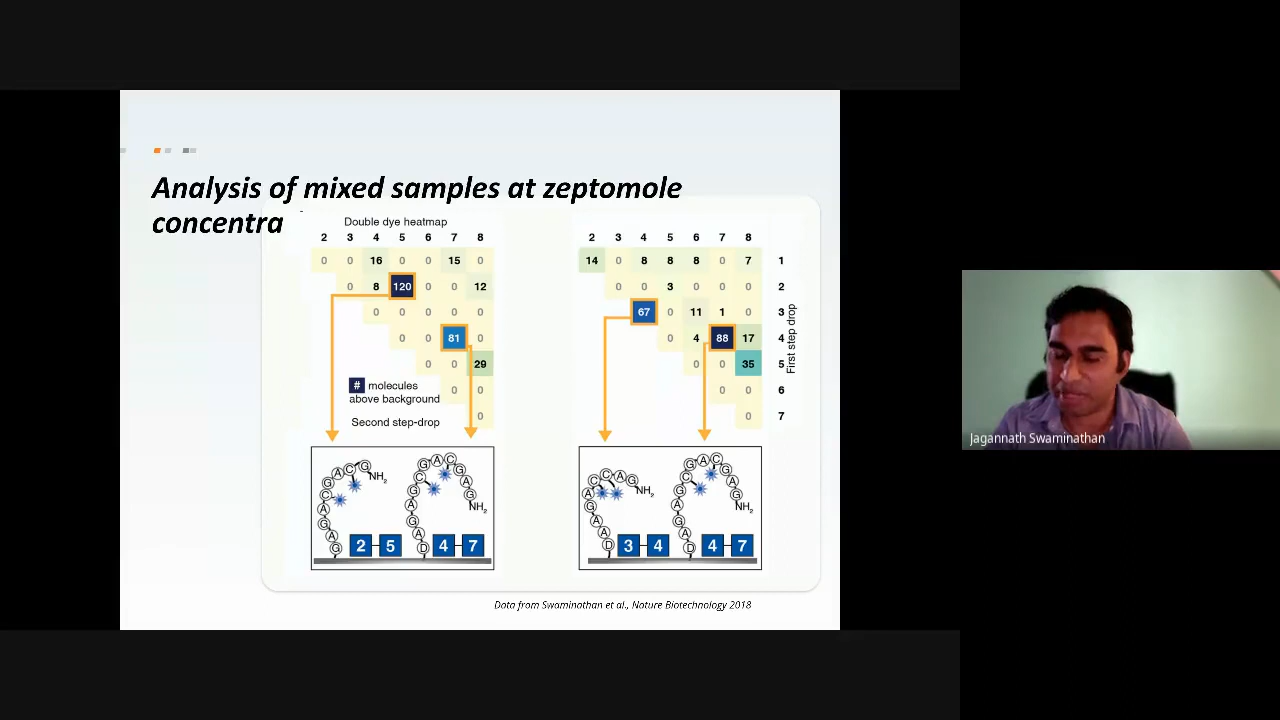 Analysis of mixed samples at zeptomole
concentra
Double dye heatmap
2 3 4 5 6 7 8
0 0 16 0 0 15 0
0 8 120 0 0 12
0 0 0 0 0
0 0 81 0
0 0 29
0 0
0
# molecules
above background
Second step-drop
G A G A C G A C G NH2
2 5
D A G A G C G A C G A G NH2
4 7
2 3 4 5 6 7 8
14 0 8 8 8 0 7 1
0 0 3 0 0 0 2
67 0 11 1 0 3
0 4 88 17 4
0 0 35 5
0 0 6
0 7
First step drop
D A A G A C C A G NH2
3 4
D A G A G C G A C G A G NH2
4 7
Data from Swaminathan et al., Nature Biotechnology 2018
Jagannath Swaminathan